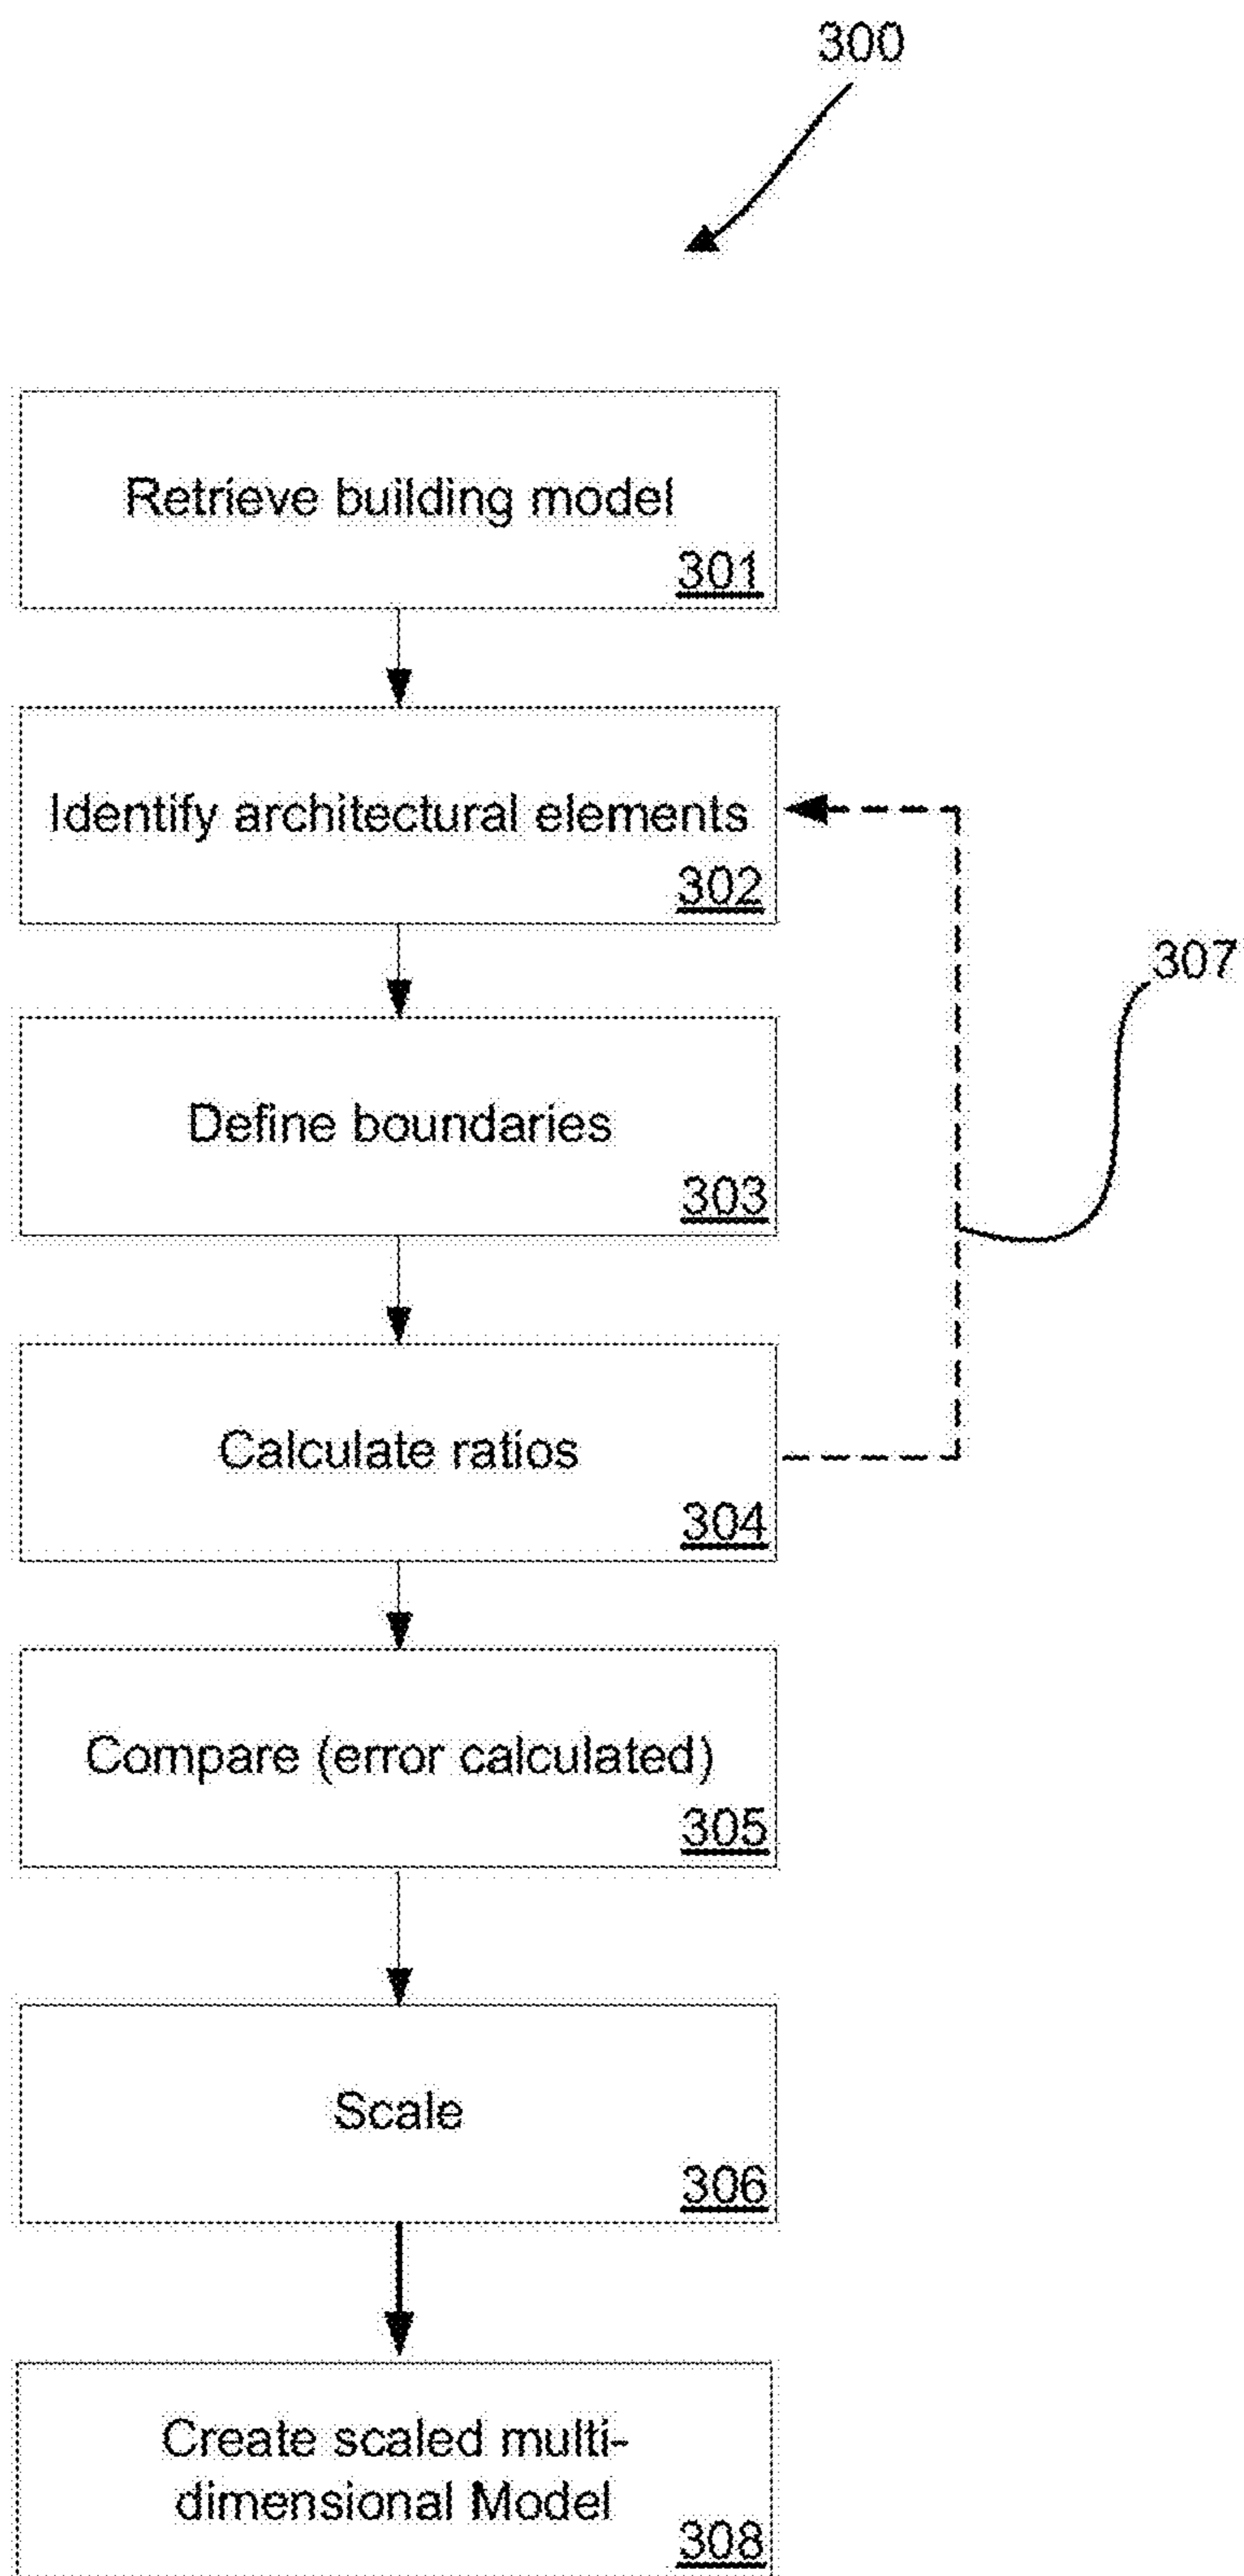 300
Retrieve building model
301
Identify architectural elements
302
307
Define boundaries
303
Calculate ratios
304
Compare (error calculated)
305
Scale
306
Create scaled multi-
dimensional Model
308